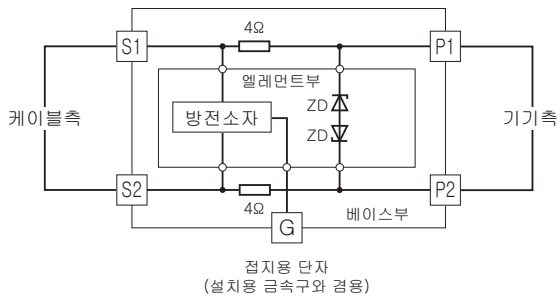 4Ω
S1
P1
엘레먼트부
ZD
방전소자
케이블측
기기측
ZD
S2
P2
4Ω
베이스부
G
접지용 단자
(설치용 금속구와 겸용)